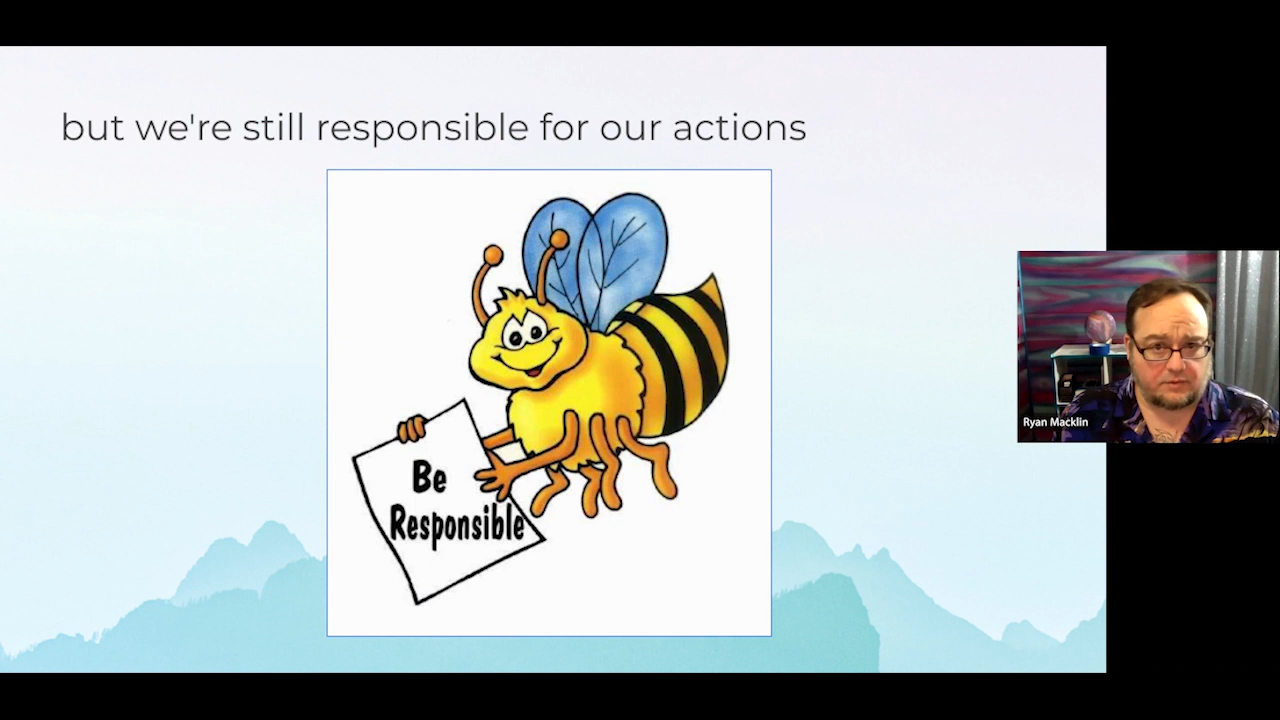 but we're still responsible for our actions
Be
Responsible
Ryan Macklin